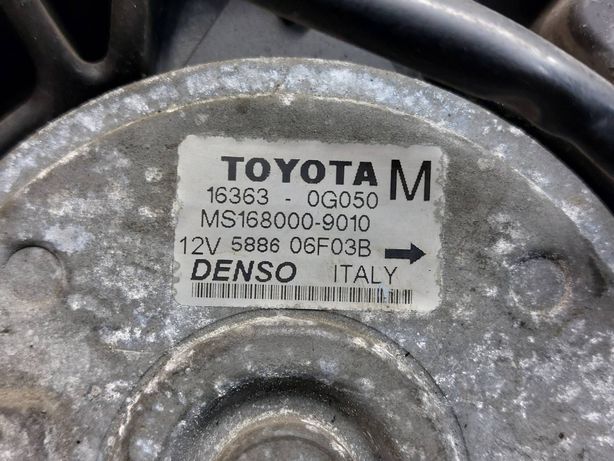 TOYOTA M
16363 - 0G050
MS168000-9010
12V 5886 06F03B →
DENSO ITALY